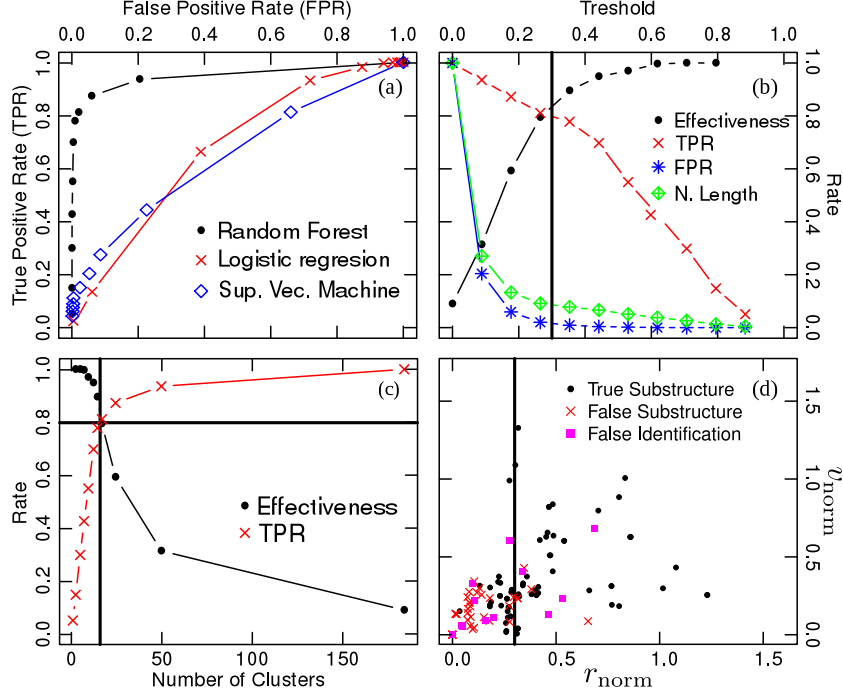 False Positive Rate (FPR)
0.0 0.2 0.4 0.6 0.8 1.0
True Positive Rate (TPR)
0.0 0.2 0.4 0.6 0.8 1.0
(a)
Random Forest
Logistic regresion
Sup. Vec. Machine
Treshold
0.0 0.2 0.4 0.6 0.8 1.0
(b)
Effectiveness
TPR
FPR
N. Length
Rate
0.0 0.2 0.4 0.6 0.8 1.0
(c)
Rate
0.0 0.2 0.4 0.6 0.8 1.0
Effectiveness
TPR
0 50 100 150
Number of Clusters
(d)
True Substructure
False Substructure
False Identification
v norm
0.0 0.5 1.0 1.5
0.0 0.5 1.0 1.5
r norm